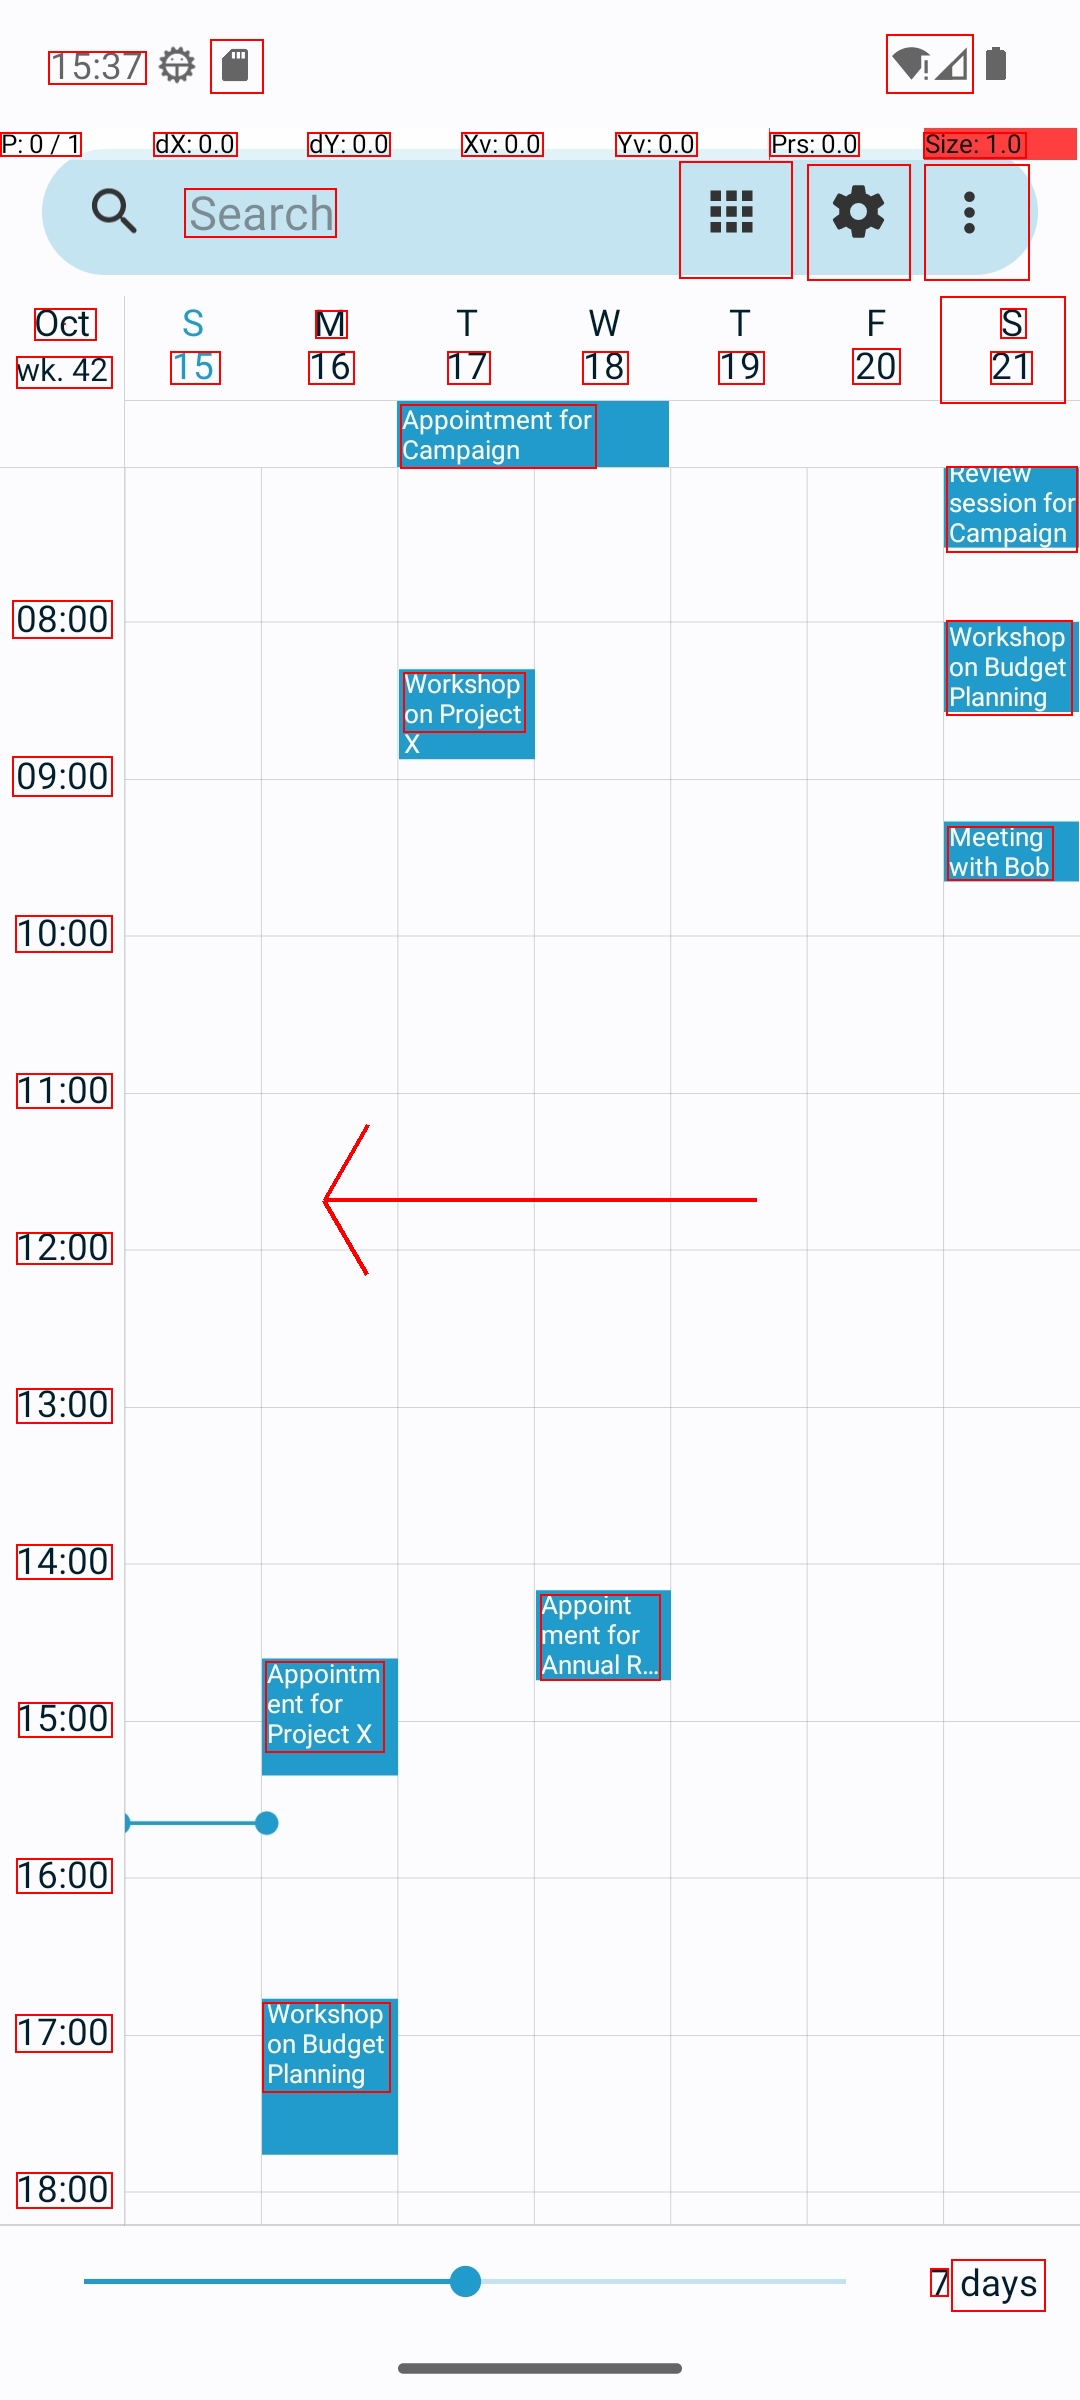 15:37
P: 0 / 1 dX: 0.0 dY: 0.0 Xv: 0.0 Yv: 0.0 Prs: 0.0 Size: 1.0
Search
Oct S M T W T F S
wk. 42 15 16 17 18 19 20 21
Appointment for
Campaign
Review
session for
Campaign
08:00
Workshop
on Budget
Planning
Workshop
on Project
X
09:00
Meeting
with Bob
10:00
11:00
12:00
13:00
14:00
Appoint
ment for
Annual R...
Appointm
ent for
Project X
15:00
16:00
17:00
Workshop
on Budget
Planning
18:00
7 days